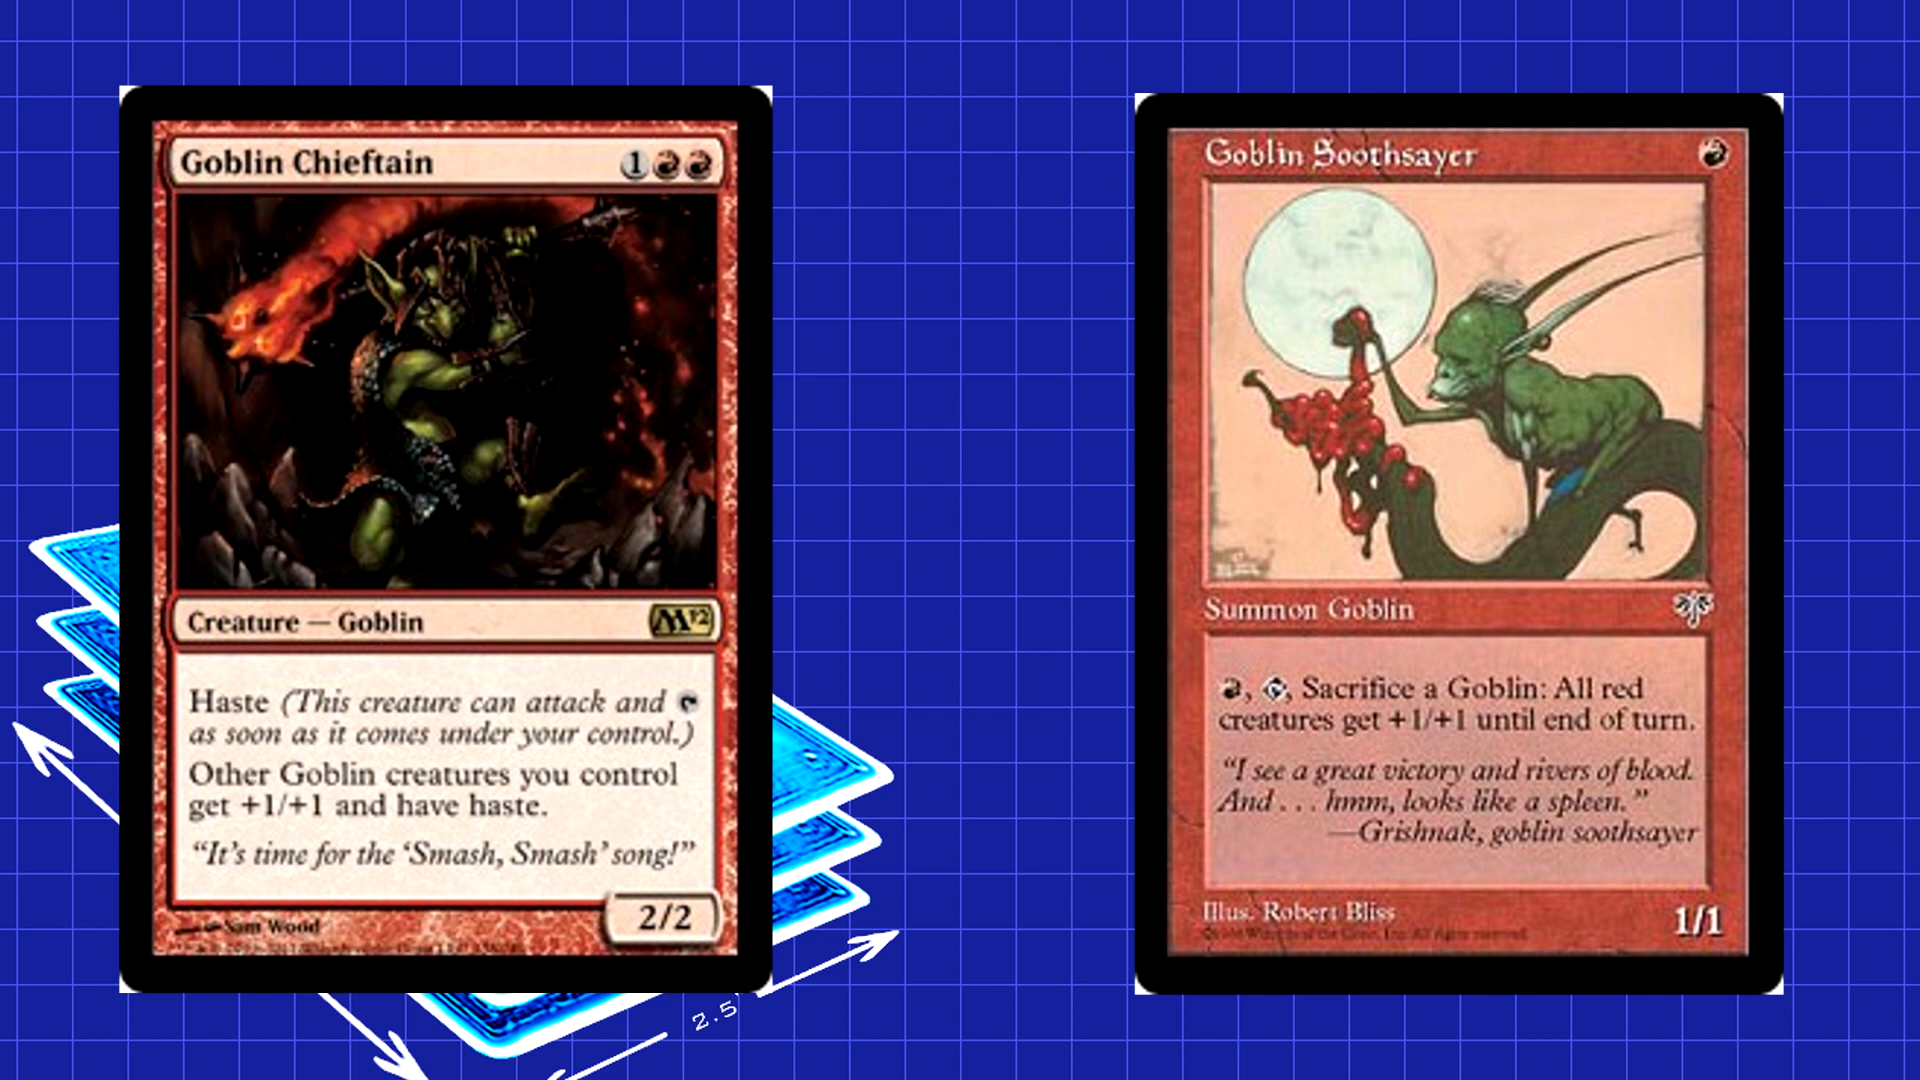 Goblin Chieftain
1
M12
Creature — Goblin
Haste (This creature can attack and
as soon as it comes under your control.)
Other Goblin creatures you control
get +1/+1 and have haste.
“It’s time for the ‘Smash, Smash’ song!”
Sam Wood
2/2
2.5
Goblin Soothsayer
Summon Goblin
, , Sacrifice a Goblin: All red
creatures get +1/+1 until end of turn.
“I see a great victory and rivers of blood.
And . . . hmm, looks like a spleen.”
—Grishnak, goblin soothsayer
Illus. Robert Bliss
1/1